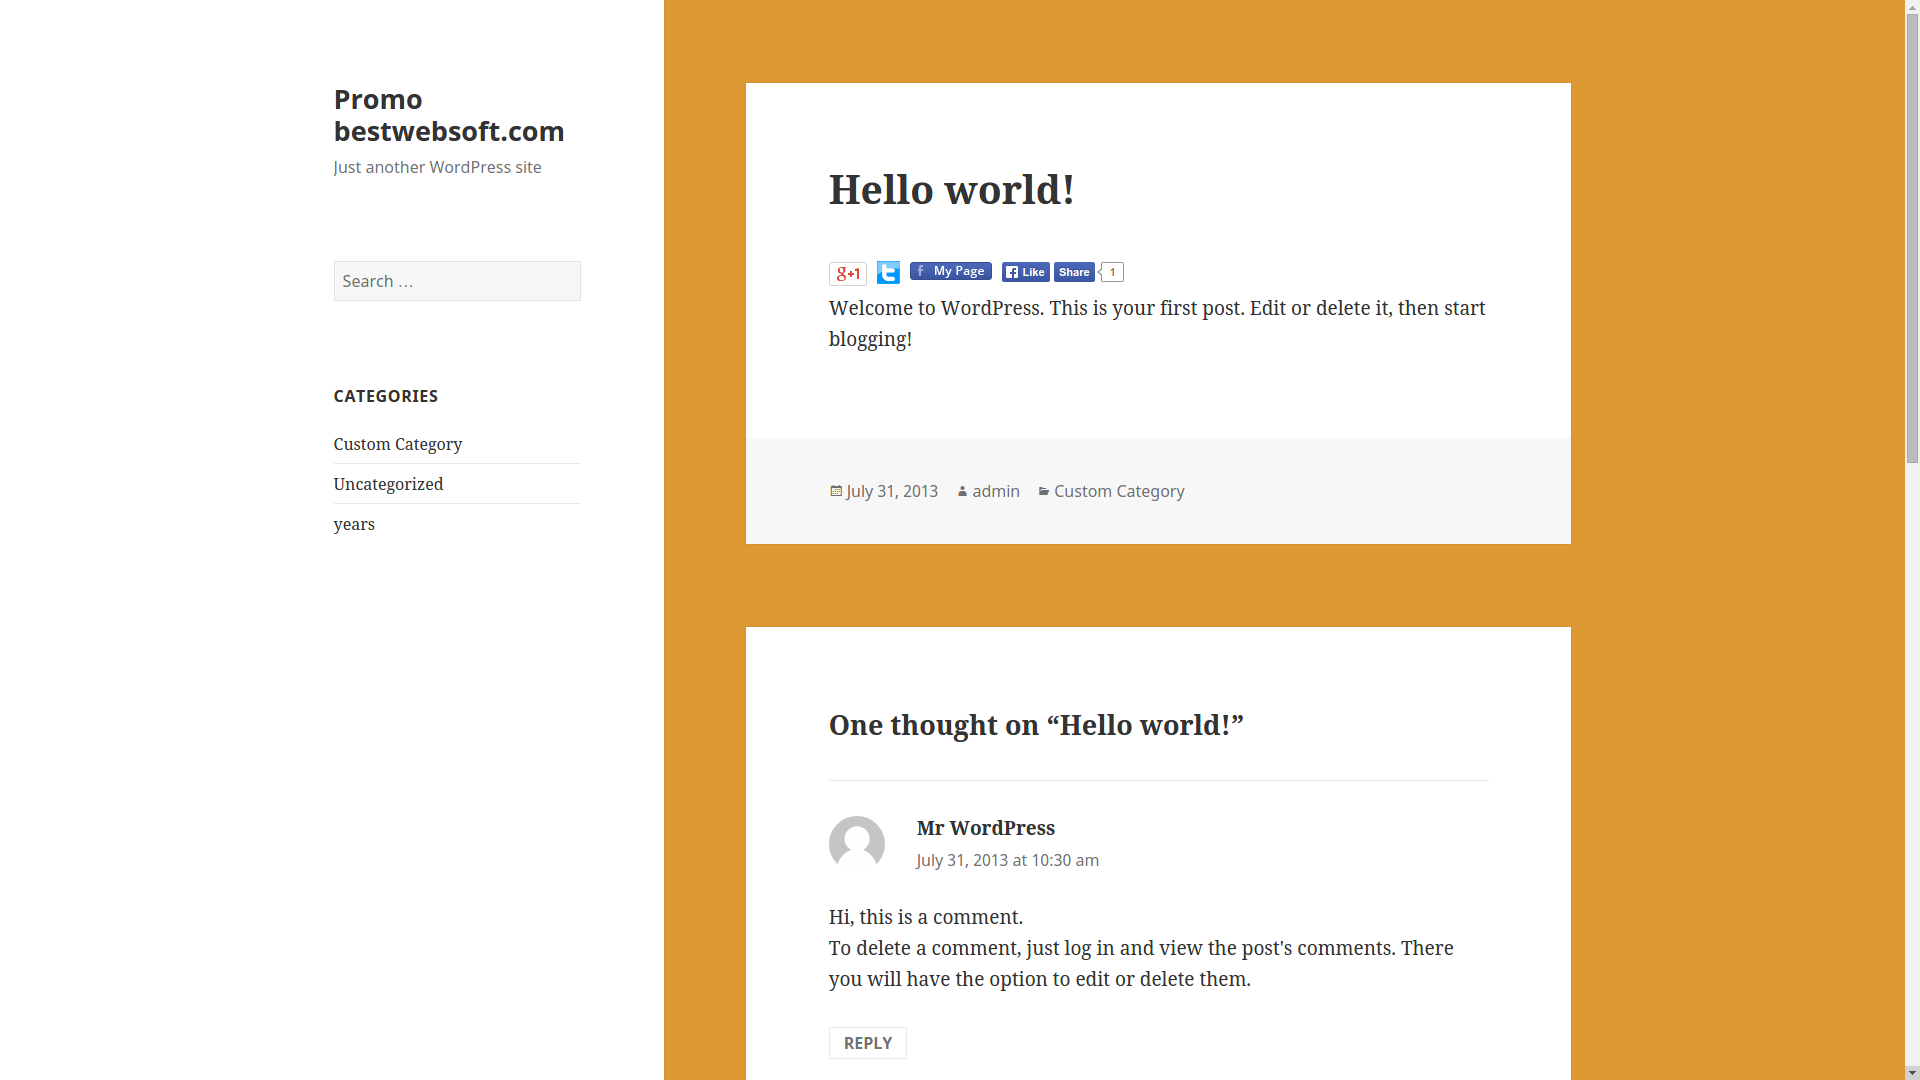 Promo
bestwebsoft.com
Just another WordPress site
Search …
CATEGORIES
Custom Category
Uncategorized
years
Hello world!
g+1 My Page Like Share 1
Welcome to WordPress. This is your first post. Edit or delete it, then start
blogging!
July 31, 2013 admin Custom Category
One thought on “Hello world!”
Mr WordPress
July 31, 2013 at 10:30 am
Hi, this is a comment.
To delete a comment, just log in and view the post's comments. There
you will have the option to edit or delete them.
REPLY